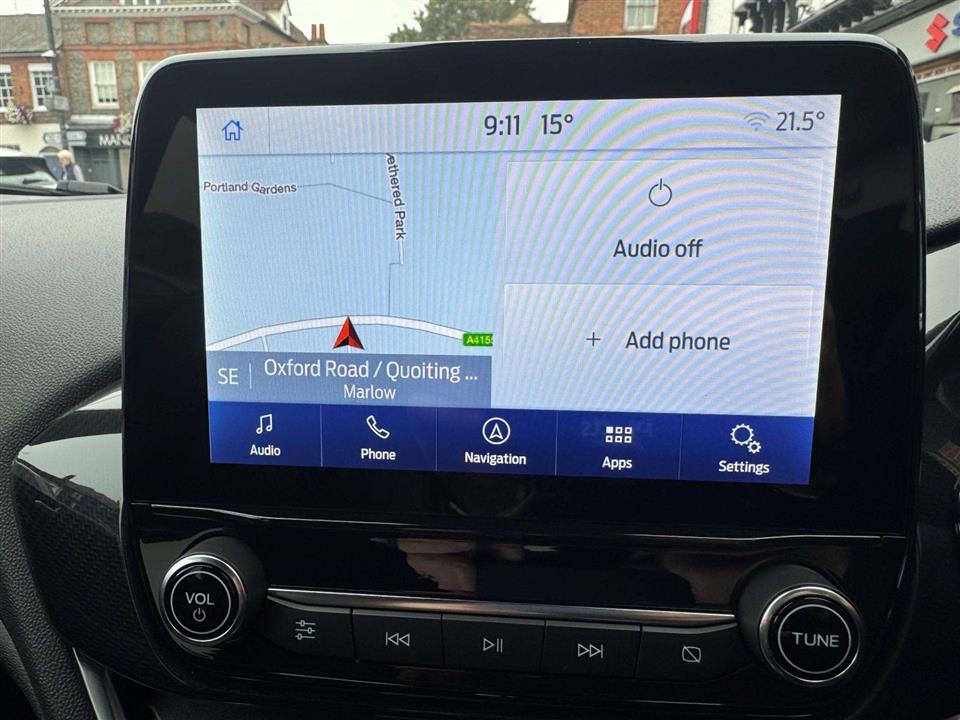 9:11 15° 21.5°
Portland Gardens
ethered Park
Audio off
+ Add phone
A4155
SE
Oxford Road / Quoiting ...
Marlow
Audio
Phone
Navigation
Apps
Settings
VOL
TUNE